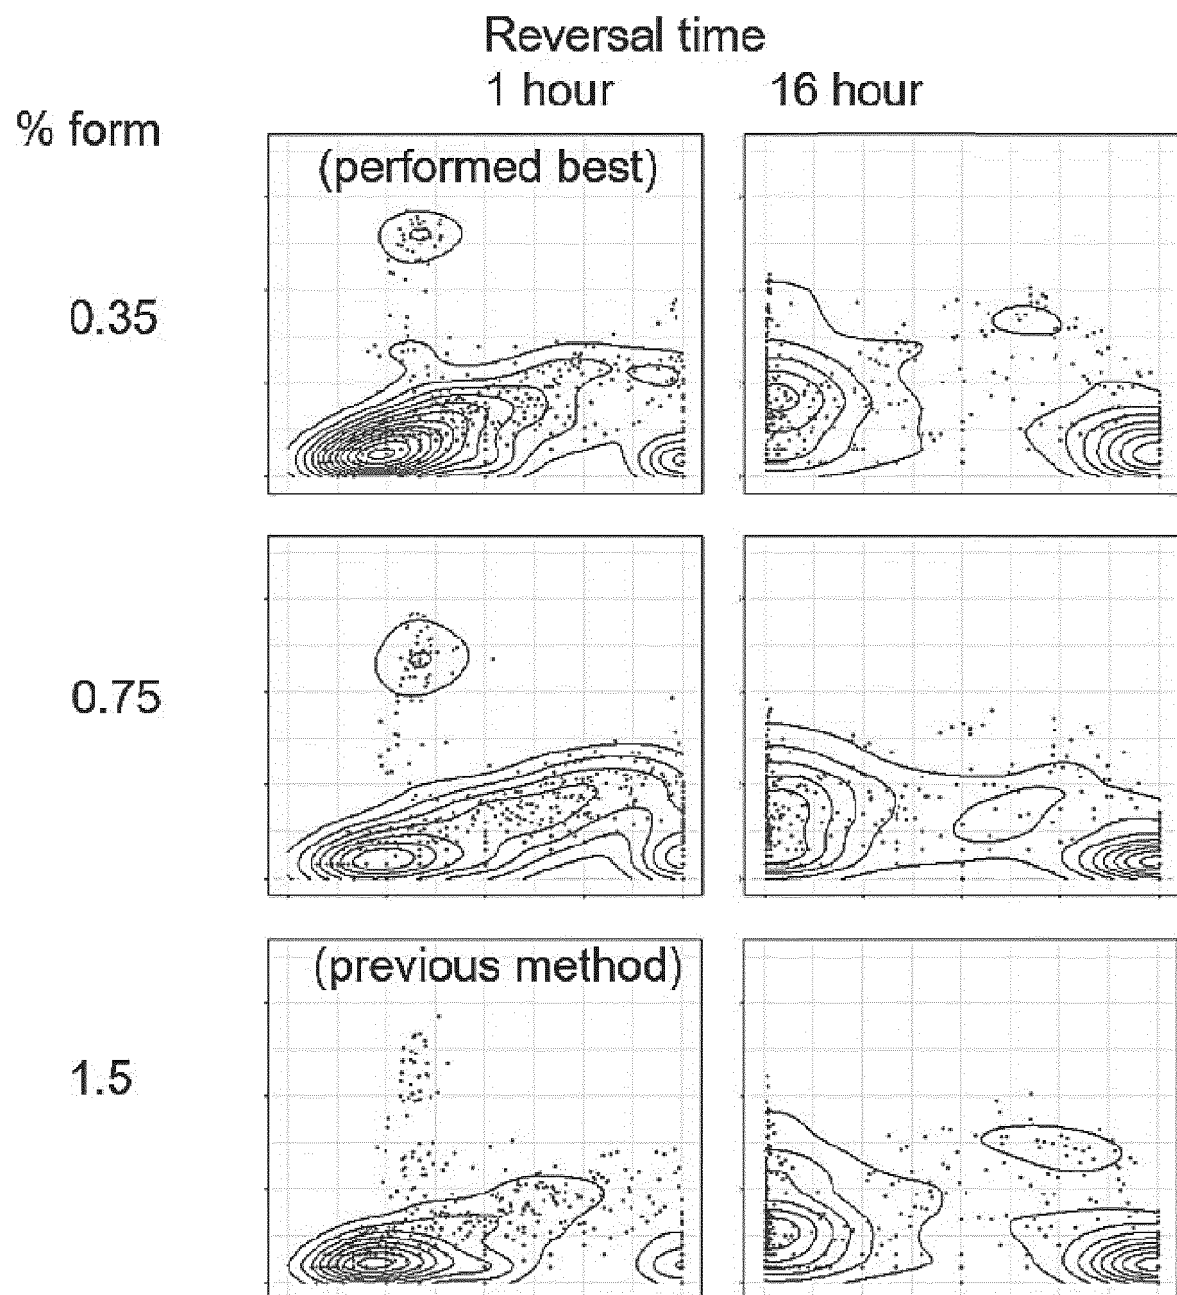 Reversal time
1 hour 16 hour
% form
(performed best)
0.35
0.75
(previous method)
1.5